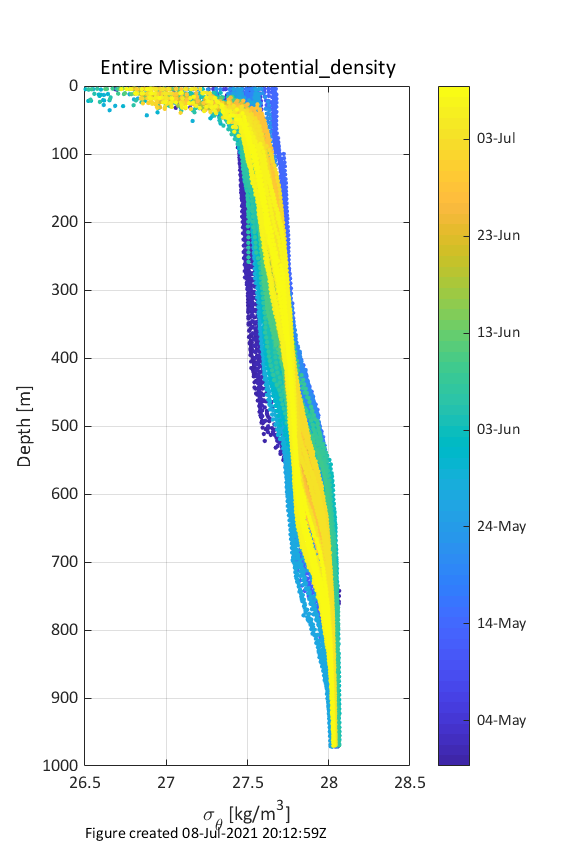 Entire Mission: potential_density
0
100
200
300
400
500
600
700
800
900
1000
Depth [m]
26.5 27 27.5 28 28.5
σθ [kg/m³]
03-Jul
23-Jun
13-Jun
03-Jun
24-May
14-May
04-May
Figure created 08-Jul-2021 20:12:59Z